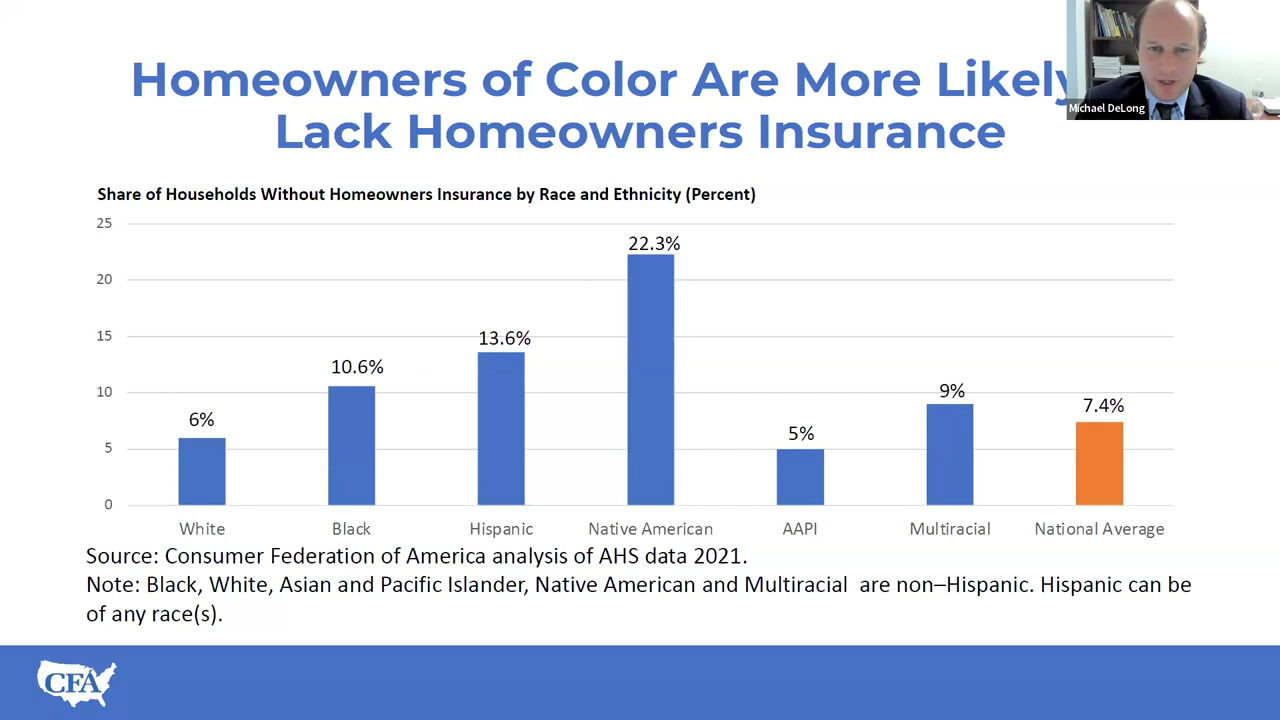 Homeowners of Color Are More Likely
Lack Homeowners Insurance
Michael DeLong
Share of Households Without Homeowners Insurance by Race and Ethnicity (Percent)
25
20
15
10
5
0
6%
10.6%
13.6%
22.3%
5%
9%
7.4%
White
Black
Hispanic
Native American
AAPI
Multiracial
National Average
Source: Consumer Federation of America analysis of AHS data 2021.
Note: Black, White, Asian and Pacific Islander, Native American and Multiracial are non–Hispanic. Hispanic can be
of any race(s).
CFA